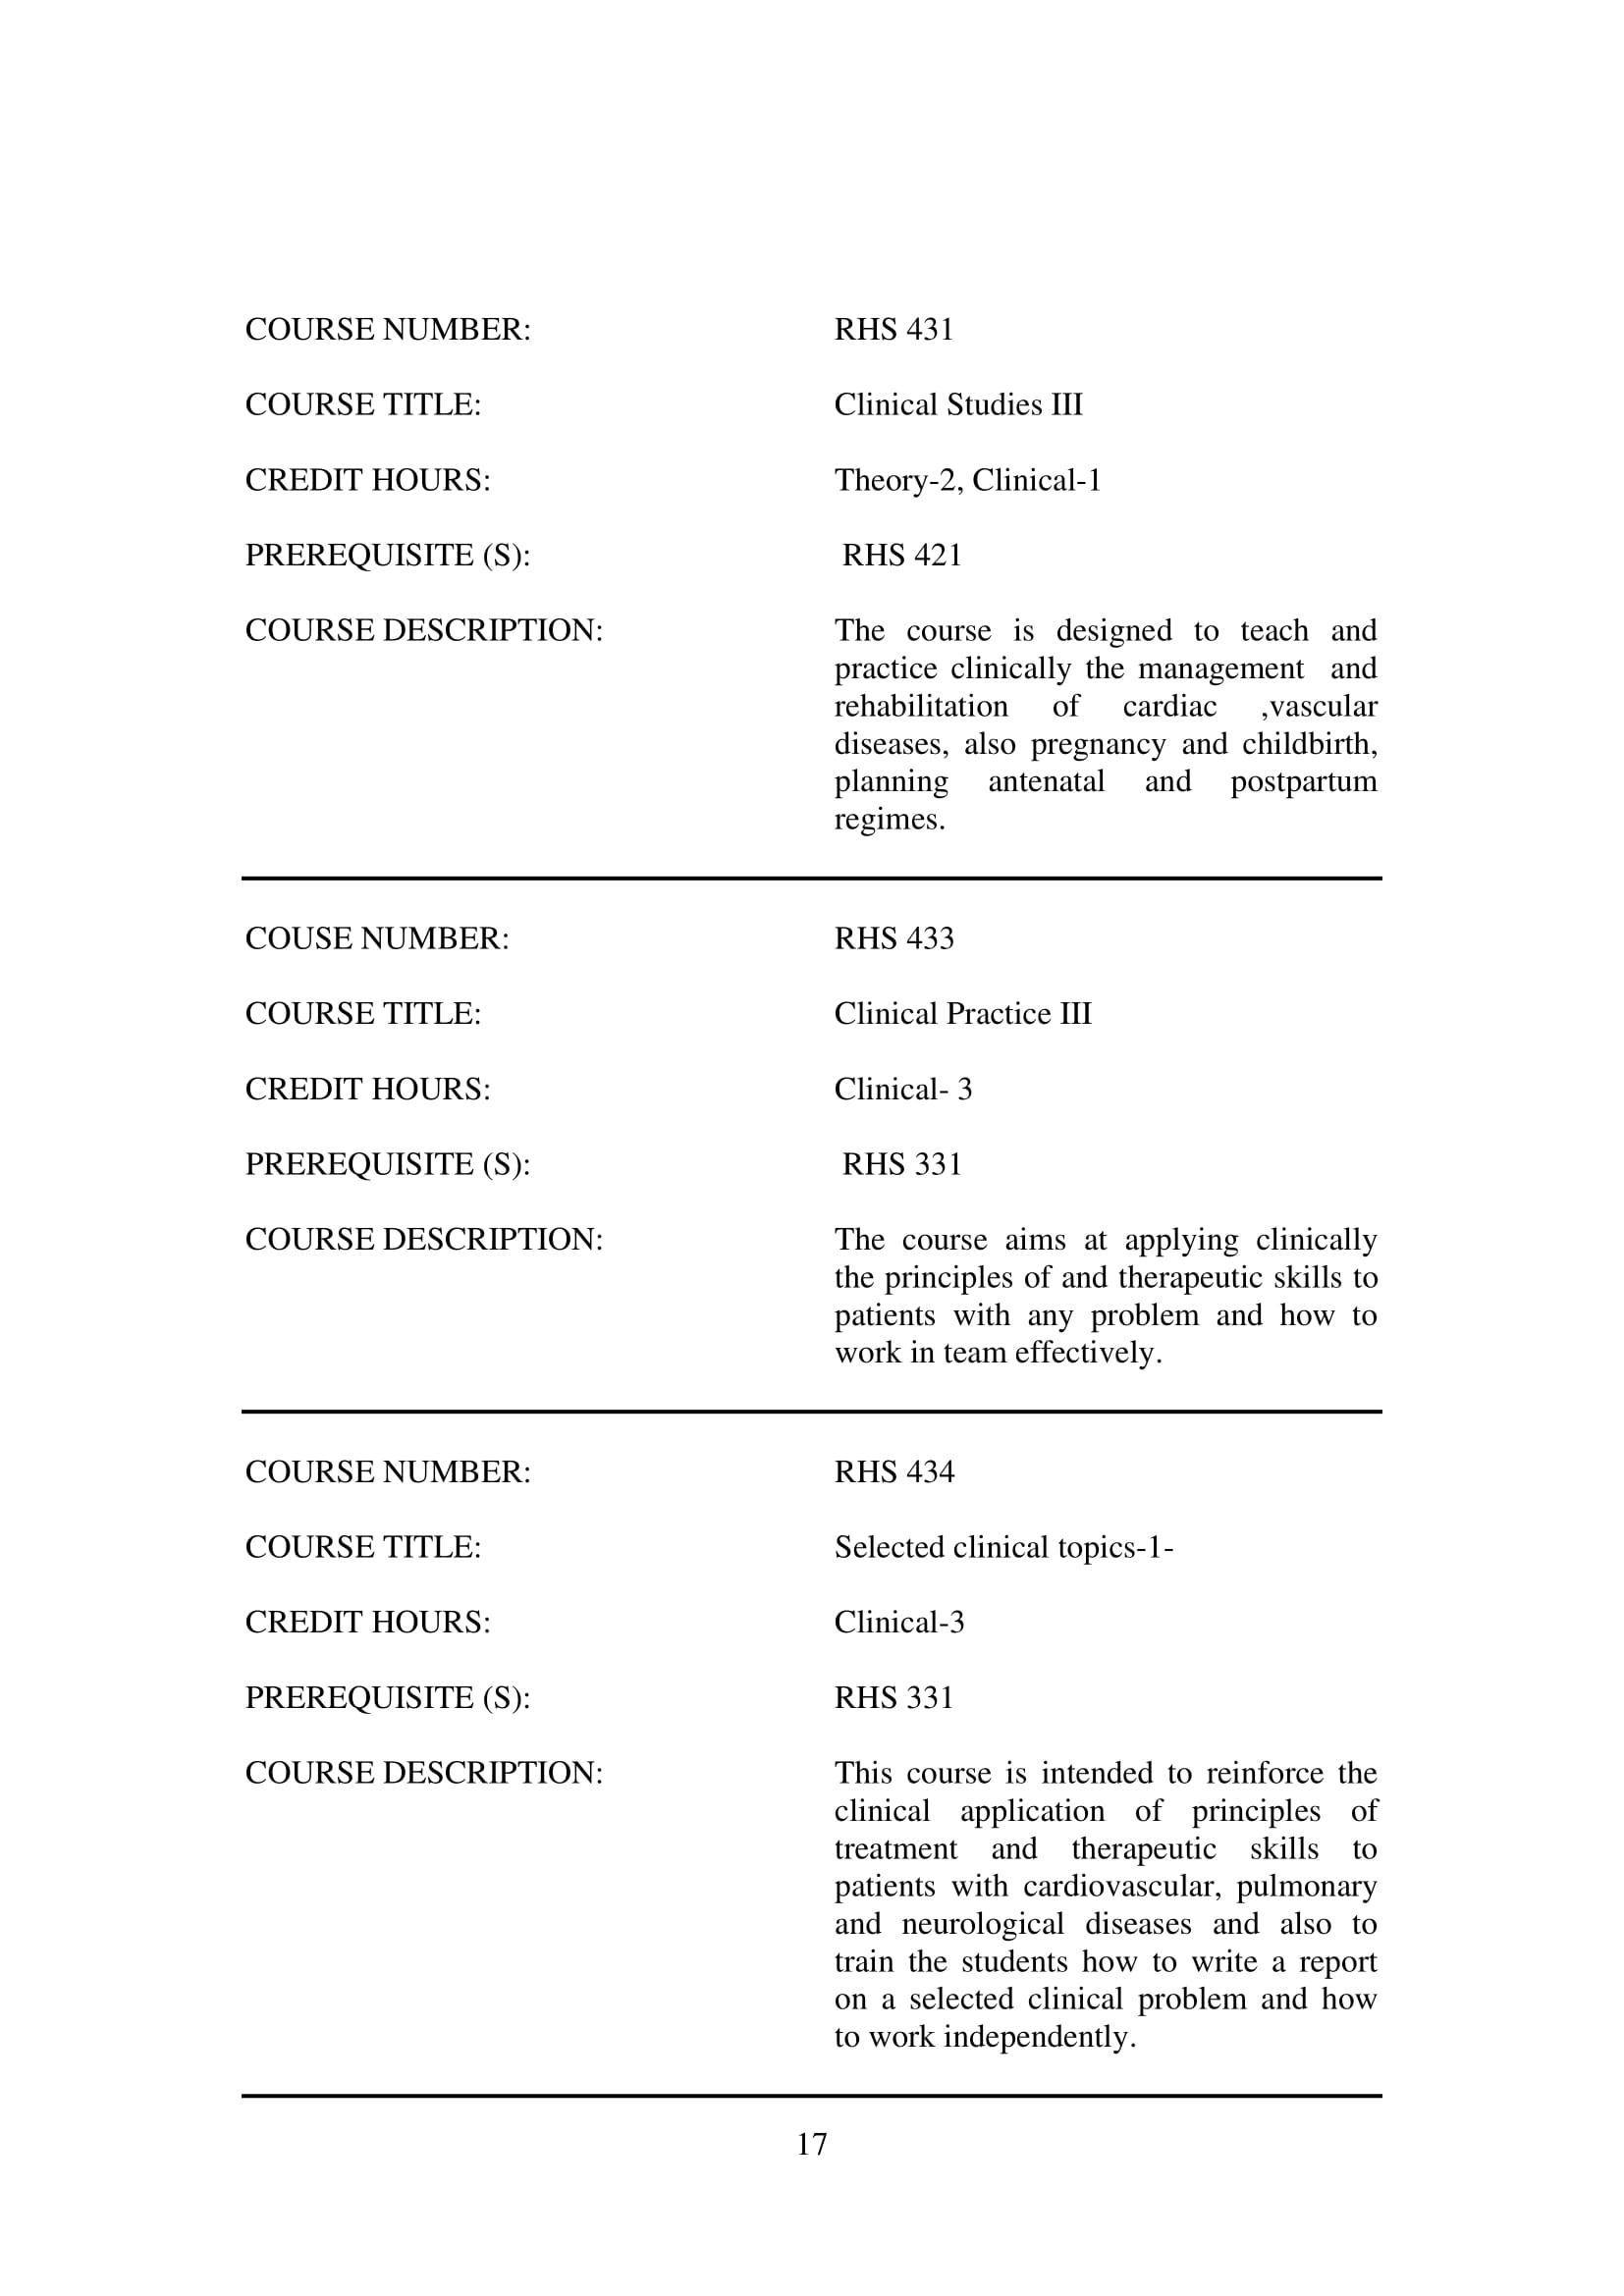 COURSE NUMBER: RHS 431
COURSE TITLE: Clinical Studies III
CREDIT HOURS: Theory-2, Clinical-1
PREREQUISITE (S): RHS 421
COURSE DESCRIPTION: The course is designed to teach and
practice clinically the management and
rehabilitation of cardiac ,vascular
diseases, also pregnancy and childbirth,
planning antenatal and postpartum
regimes.
COUSE NUMBER: RHS 433
COURSE TITLE: Clinical Practice III
CREDIT HOURS: Clinical- 3
PREREQUISITE (S): RHS 331
COURSE DESCRIPTION: The course aims at applying clinically
the principles of and therapeutic skills to
patients with any problem and how to
work in team effectively.
COURSE NUMBER: RHS 434
COURSE TITLE: Selected clinical topics-1-
CREDIT HOURS: Clinical-3
PREREQUISITE (S): RHS 331
COURSE DESCRIPTION: This course is intended to reinforce the
clinical application of principles of
treatment and therapeutic skills to
patients with cardiovascular, pulmonary
and neurological diseases and also to
train the students how to write a report
on a selected clinical problem and how
to work independently.
17